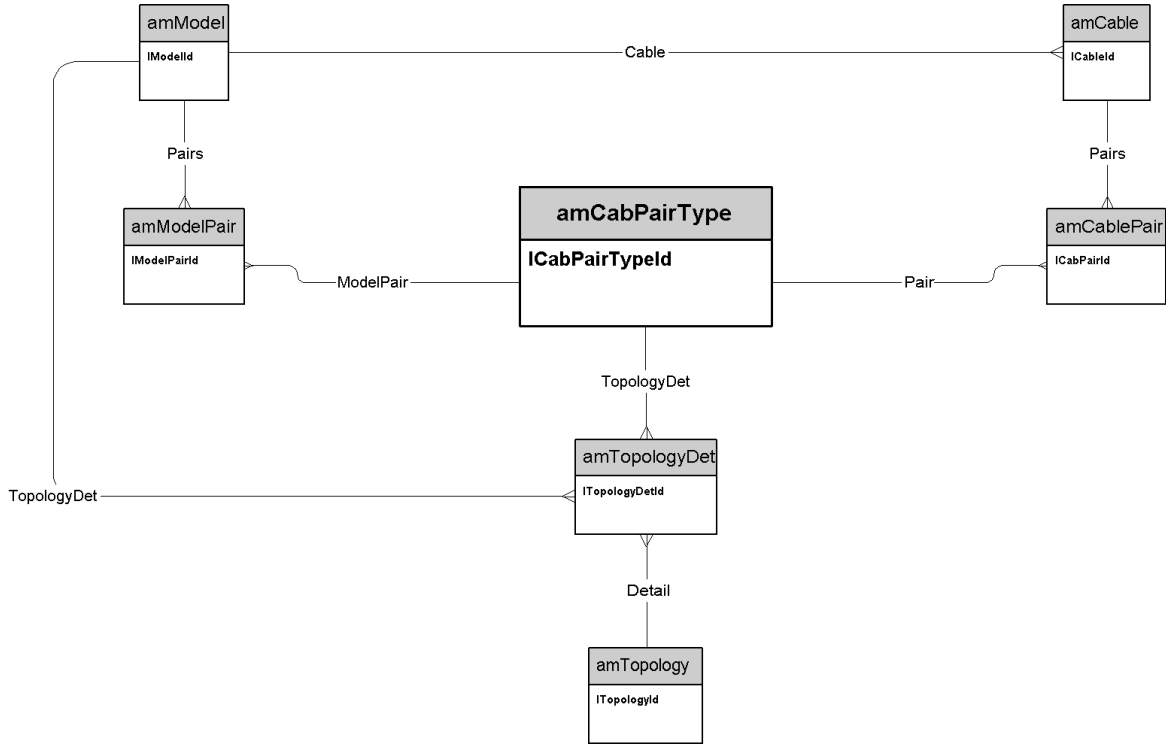 amModel
lModelId
amCable
lCableId
Cable
Pairs
Pairs
amModelPair
lModelPairId
amCabPairType
lCabPairTypeId
amCablePair
lCabPairId
ModelPair
Pair
TopologyDet
amTopologyDet
lTopologyDetId
TopologyDet
Detail
amTopology
lTopologyId